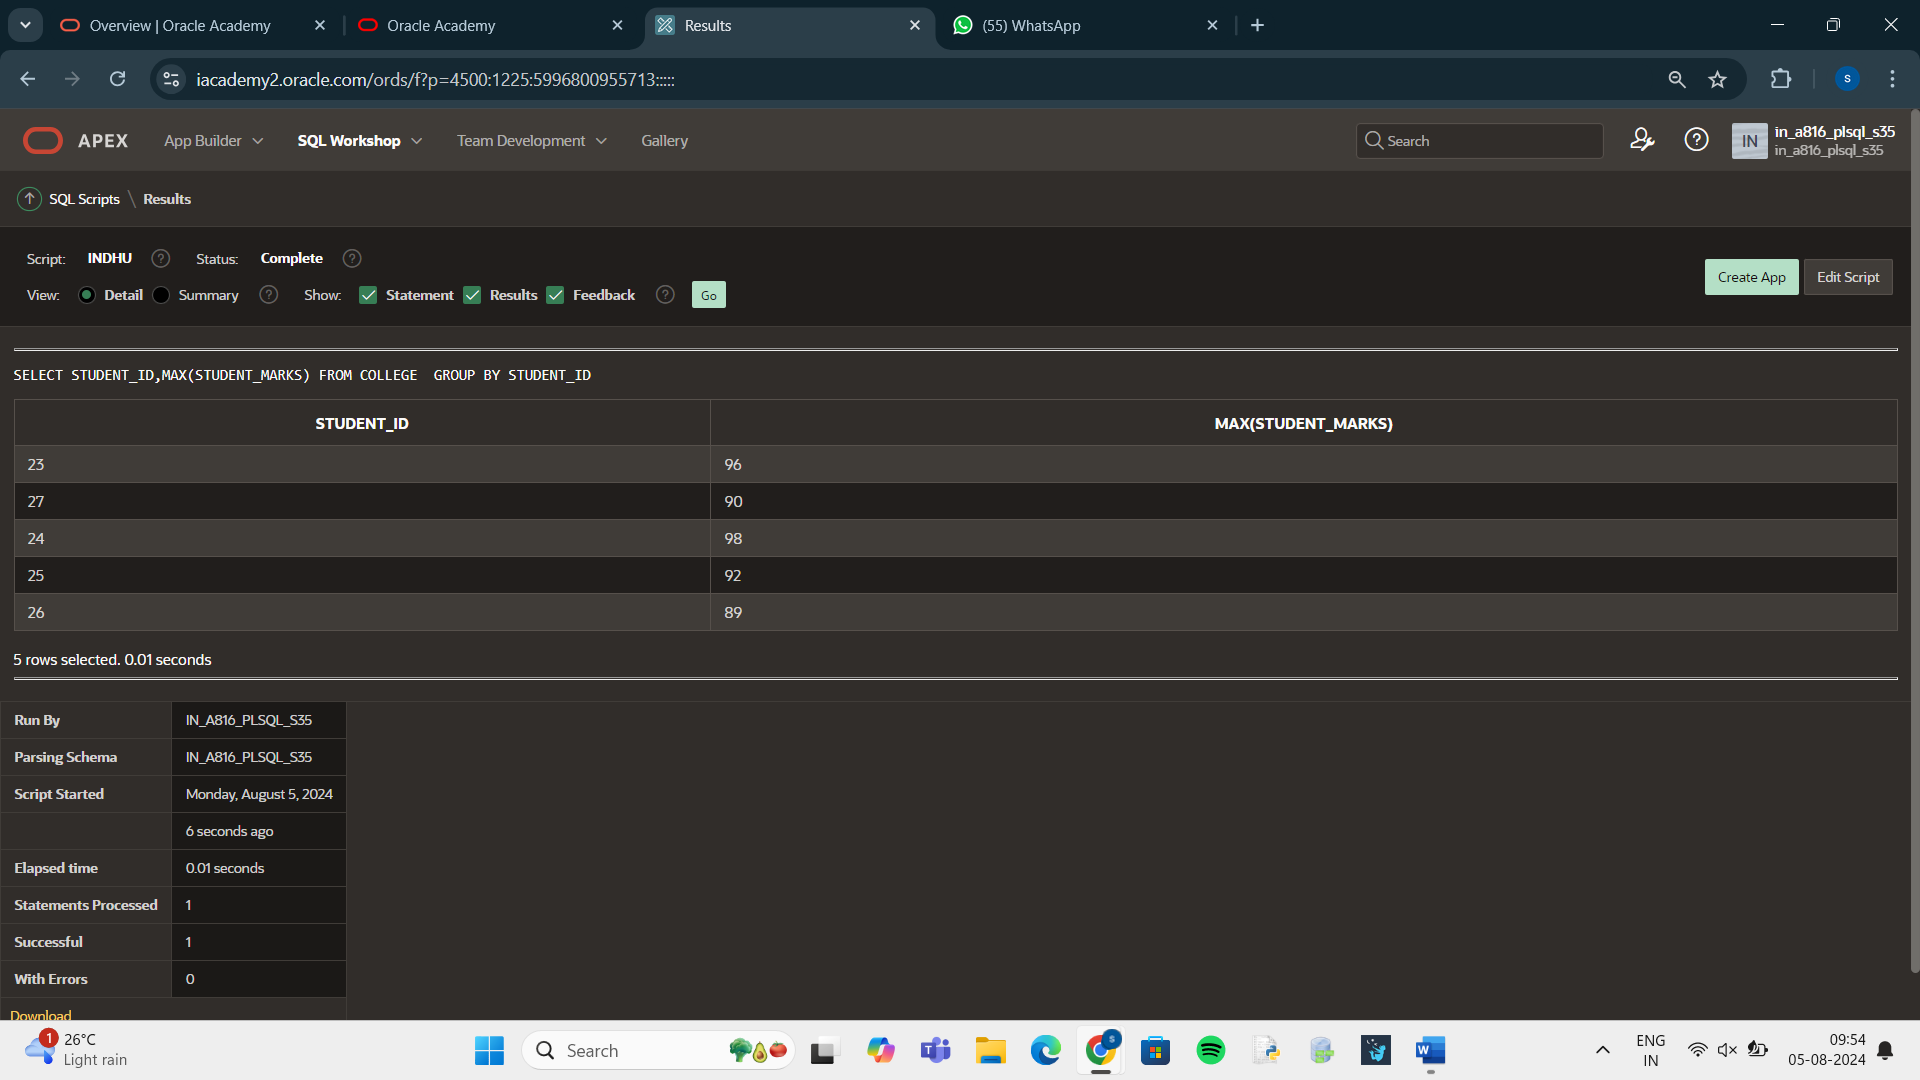 Overview | Oracle Academy
Oracle Academy
Results
(55) WhatsApp
iacademy2.oracle.com/ords/f?p=4500:1225:5996800955713:::::
S
APEX
App Builder
SQL Workshop
Team Development
Gallery
Search
IN
in_a816_plsql_s35
in_a816_plsql_s35
SQL Scripts \ Results
Script: INDHU Status: Complete
View: Detail Summary Show: Statement Results Feedback Go
Create App Edit Script
SELECT STUDENT_ID,MAX(STUDENT_MARKS) FROM COLLEGE  GROUP BY STUDENT_ID
STUDENT_ID MAX(STUDENT_MARKS)
23 96
27 90
24 98
25 92
26 89
5 rows selected. 0.01 seconds
Run By IN_A816_PLSQL_S35
Parsing Schema IN_A816_PLSQL_S35
Script Started Monday, August 5, 2024
6 seconds ago
Elapsed time 0.01 seconds
Statements Processed 1
Successful 1
With Errors 0
Download
1
26°C
Light rain
Search
S
ENG
IN
09:54
05-08-2024